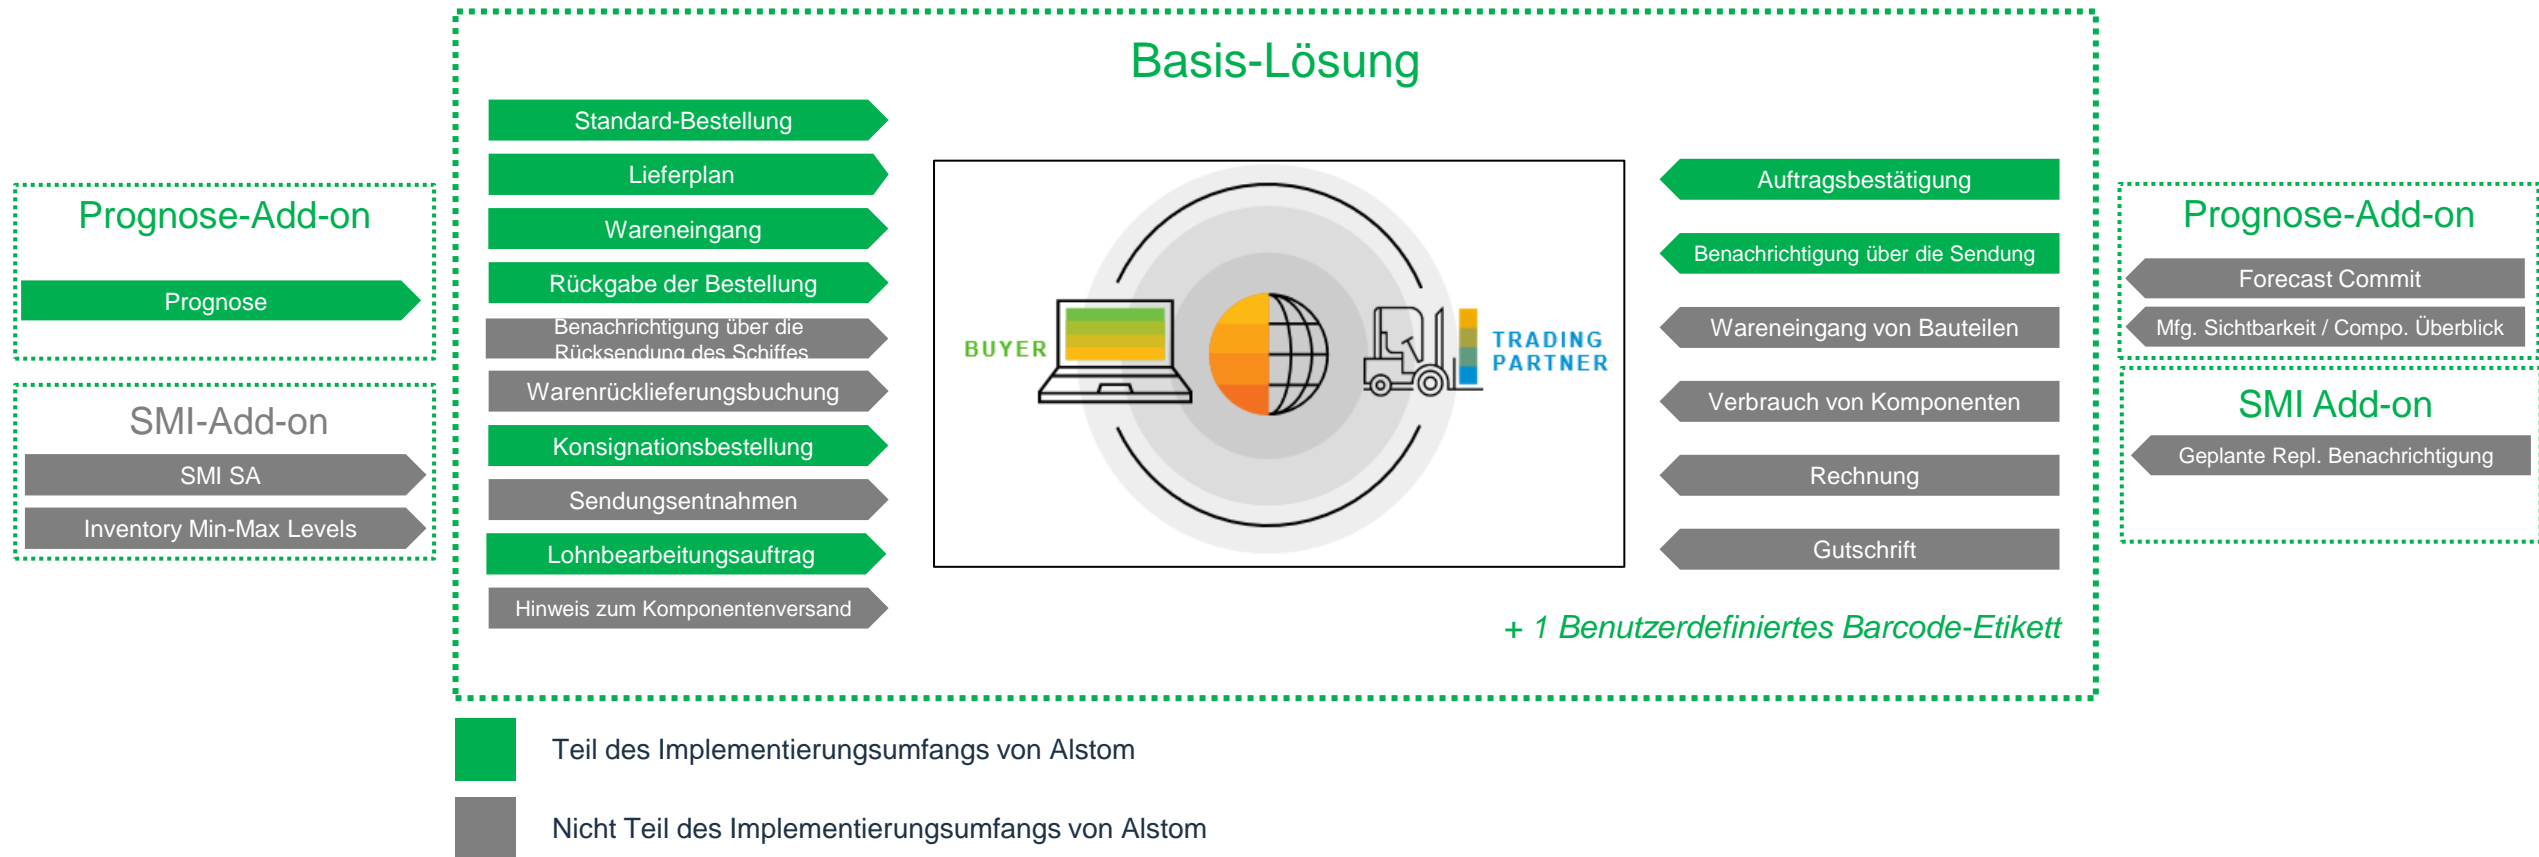 Basis-Lösung
Prognose-Add-on
Prognose
SMI-Add-on
SMI SA
Inventory Min-Max Levels
Standard-Bestellung
Lieferplan
Wareneingang
Rückgabe der Bestellung
Benachrichtigung über die
Rücksendung des Schiffes
Warenrücklieferungsbuchung
Konsignationsbestellung
Sendungsentnahmen
Lohnbearbeitungsauftrag
Hinweis zum Komponentenversand
BUYER
TRADING
PARTNER
Auftragsbestätigung
Benachrichtigung über die Sendung
Wareneingang von Bauteilen
Verbrauch von Komponenten
Rechnung
Gutschrift
+ 1 Benutzerdefiniertes Barcode-Etikett
Prognose-Add-on
Forecast Commit
Mfg. Sichtbarkeit / Compo. Überblick
SMI Add-on
Geplante Repl. Benachrichtigung
Teil des Implementierungsumfangs von Alstom
Nicht Teil des Implementierungsumfangs von Alstom